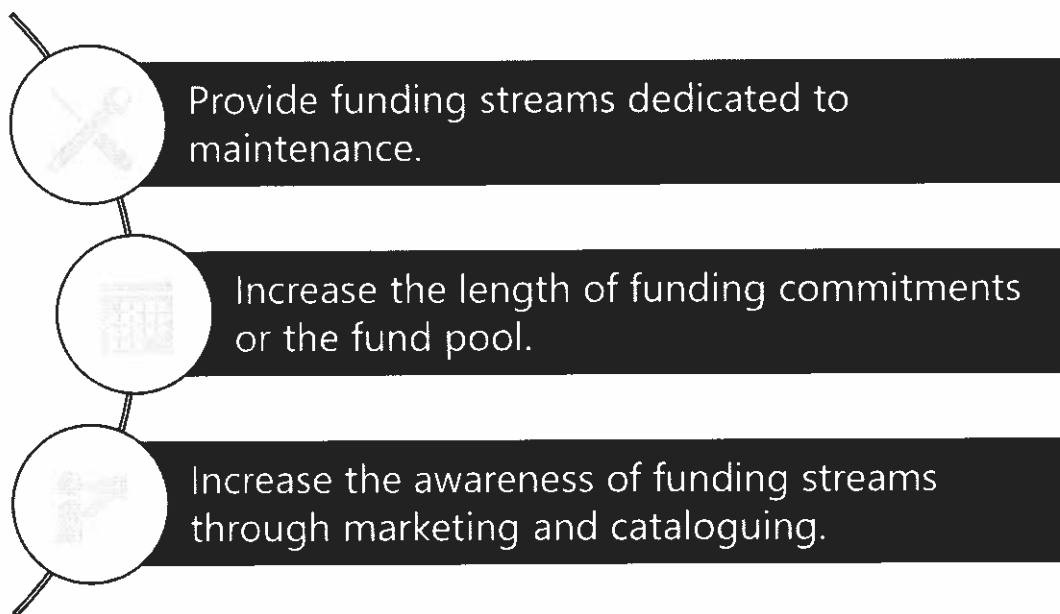 Provide funding streams dedicated to
maintenance.
Increase the length of funding commitments
or the fund pool.
Increase the awareness of funding streams
through marketing and cataloguing.